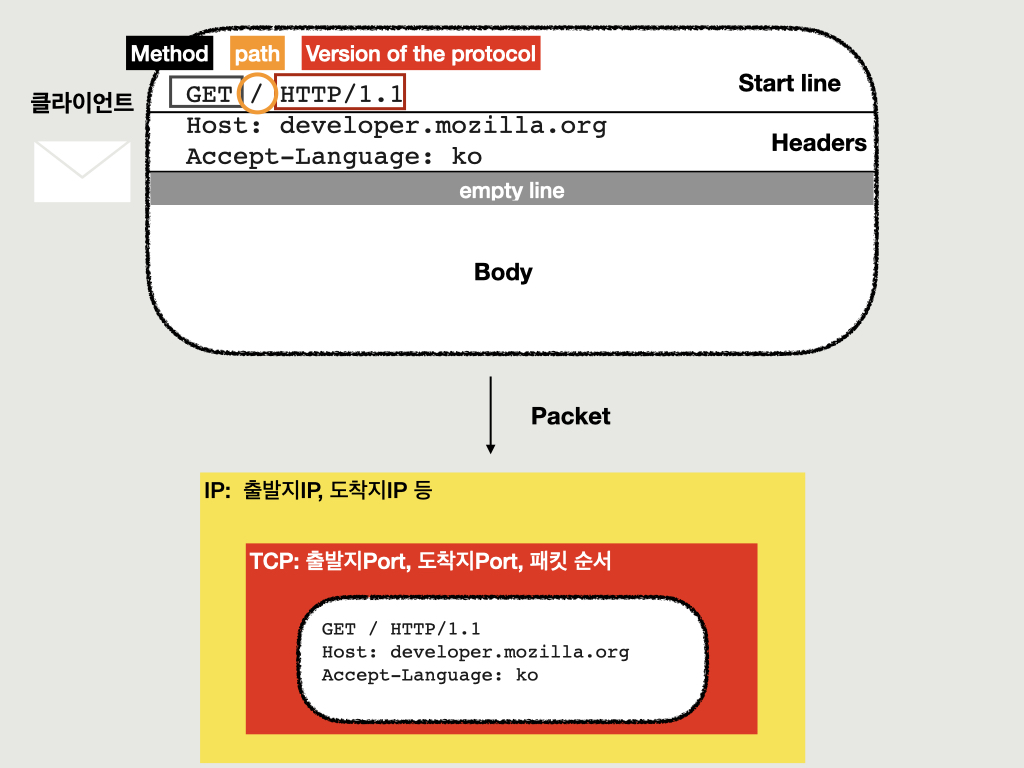 Method path Version of the protocol
클라이언트
GET / HTTP/1.1
Start line
Host: developer.mozilla.org
Accept-Language: ko
Headers
empty line
Body
Packet
IP: 출발지IP, 도착지IP 등
TCP: 출발지Port, 도착지Port, 패킷 순서
GET / HTTP/1.1
Host: developer.mozilla.org
Accept-Language: ko